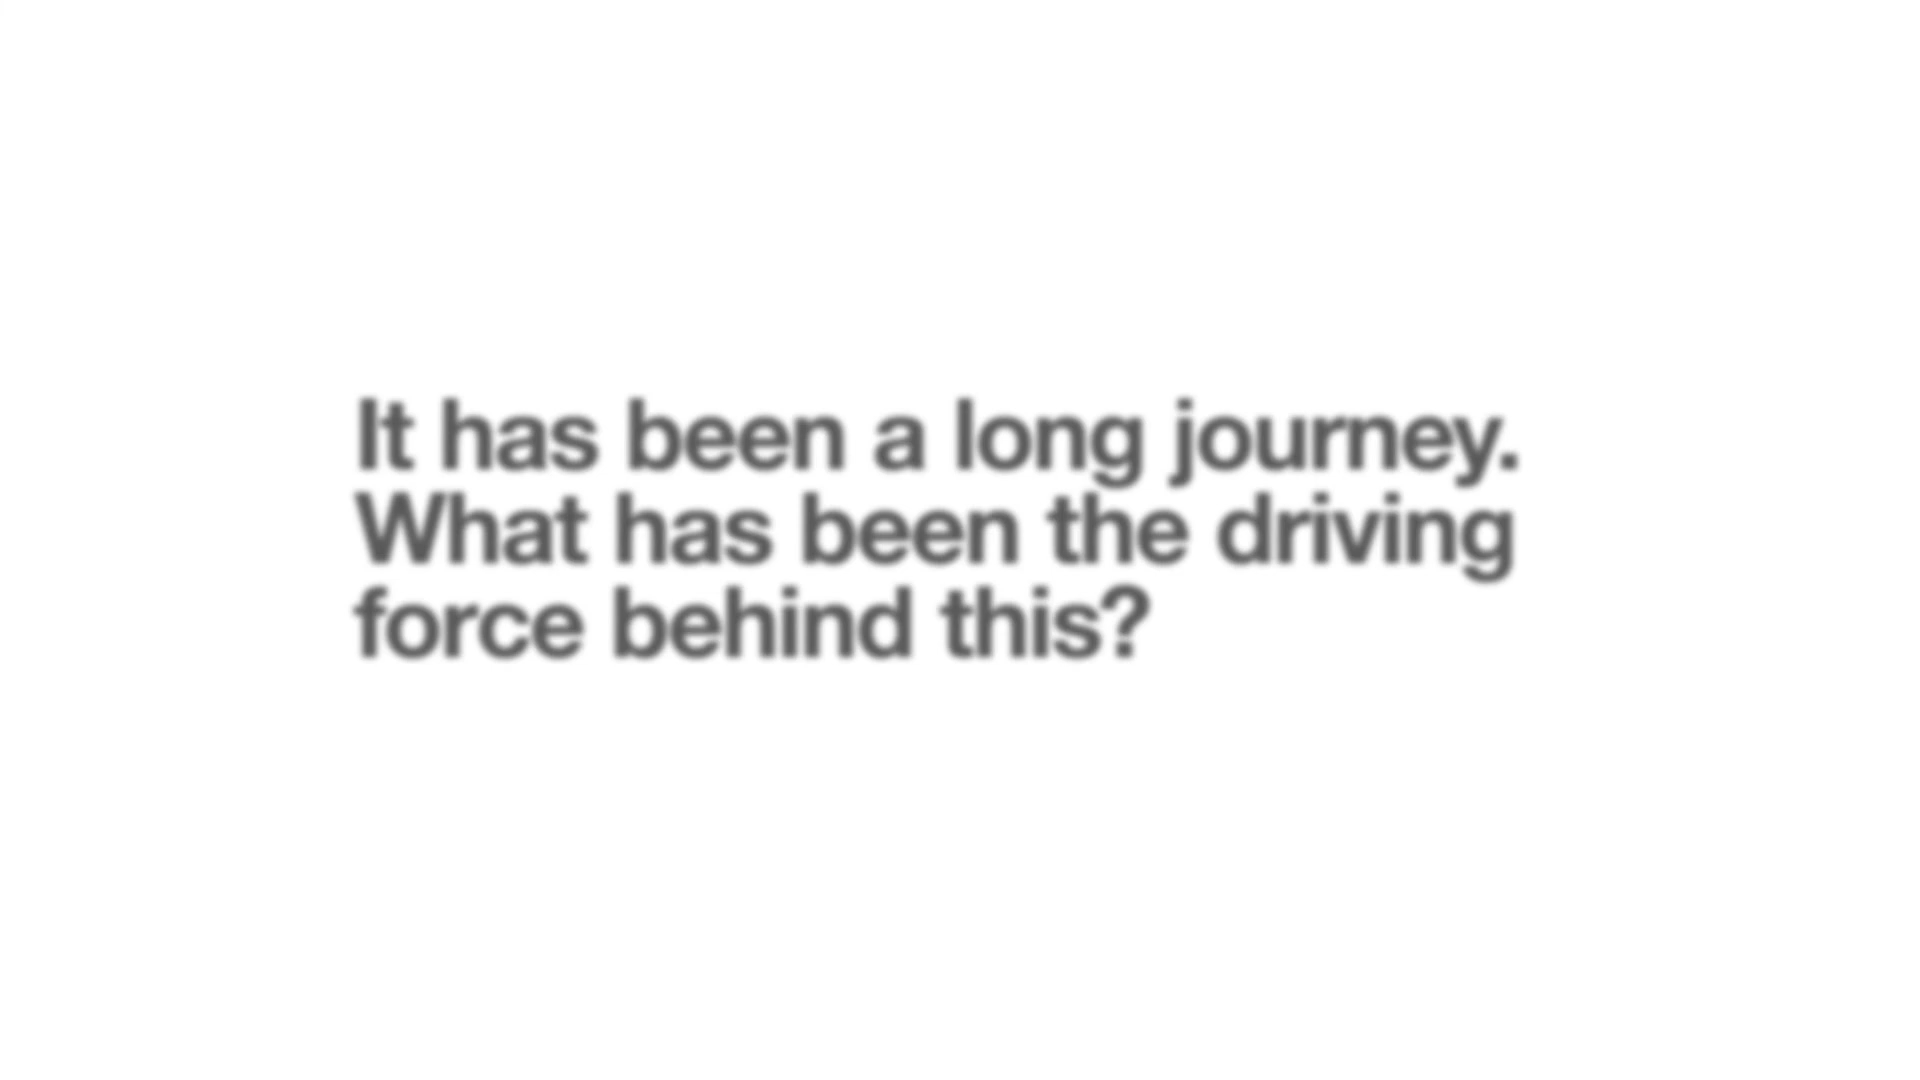 It has been a long journey.
What has been the driving
force behind this?